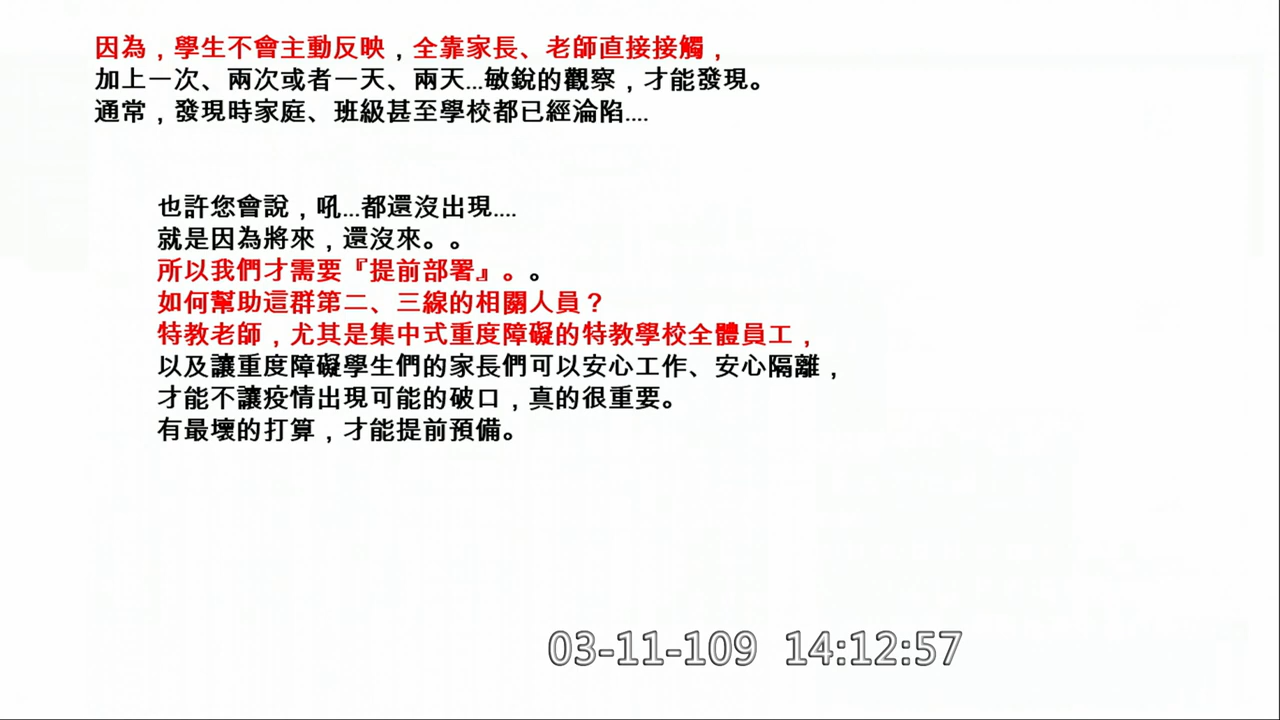 因為，學生不會主動反映，全靠家長、老師直接接觸，
加上一次、兩次或者一天、兩天...敏銳的觀察，才能發現。
通常，發現時家庭、班級甚至學校都已經淪陷....
也許您會說，吼...都還沒出現....
就是因為將來，還沒來。。
所以我們才需要『提前部署』。。
如何幫助這群第二、三線的相關人員？
特教老師，尤其是集中式重度障礙的特教學校全體員工，
以及讓重度障礙學生們的家長們可以安心工作、安心隔離，
才能不讓疫情出現可能的破口，真的很重要。
有最壞的打算，才能提前預備。
03-11-109 14:12:57